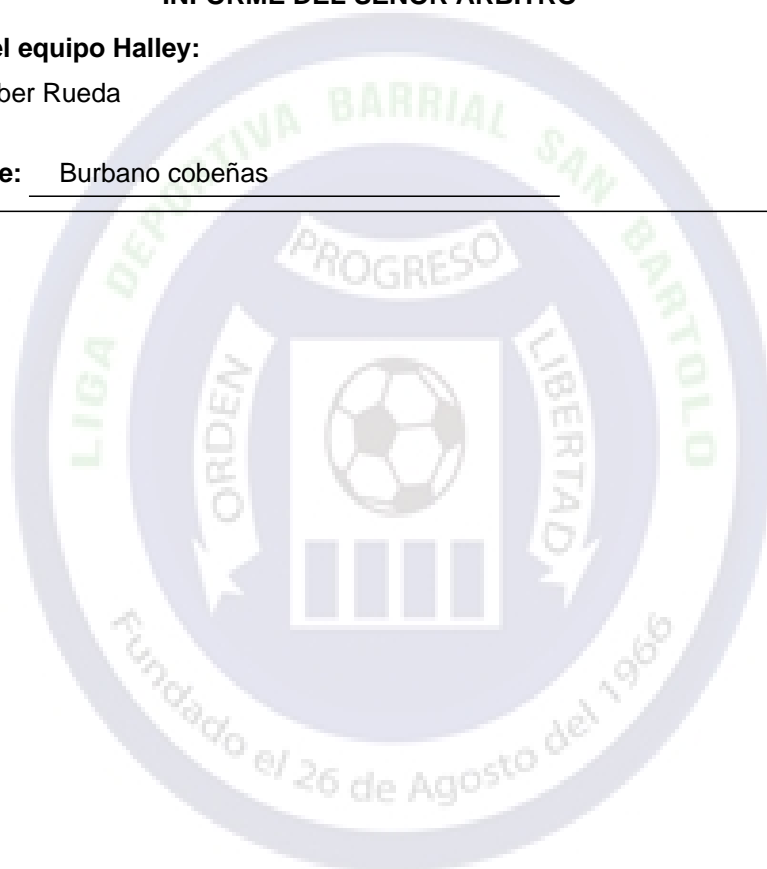 INFORME DEL SEÑOR ARBITRO
el equipo Halley:
ber Rueda
e: Burbano cobeñas
LIGA DEPORTIVA BARRIAL SAN BARTOLO
PROGRESO
ORDEN
LIBERTAD
Fundado el 26 de Agosto del 1966